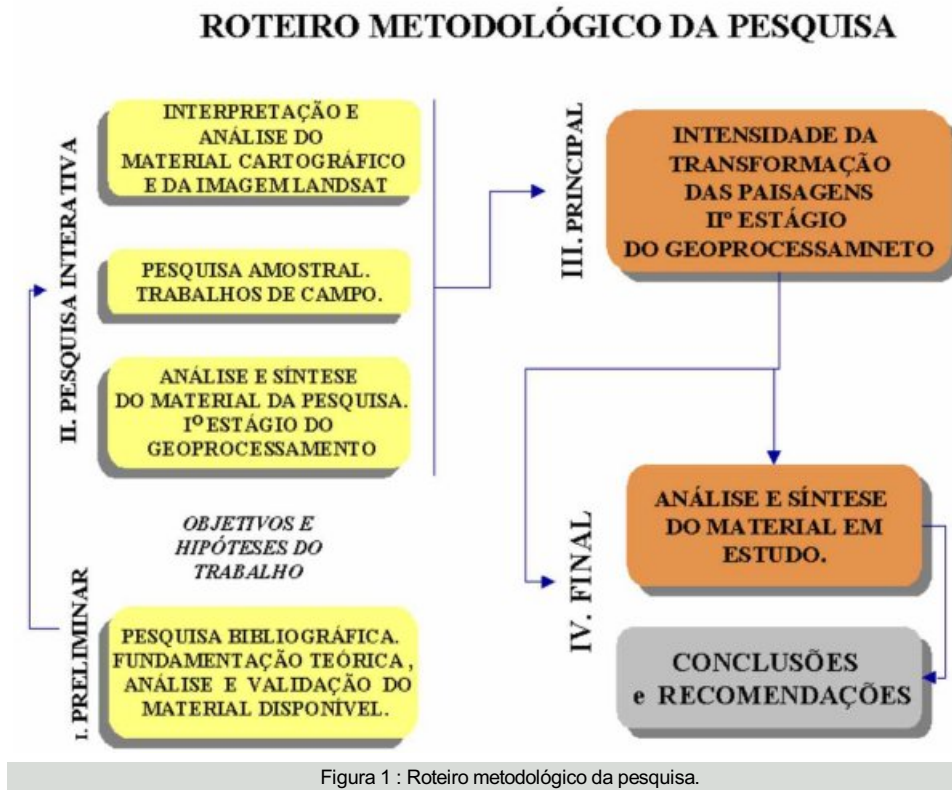 ROTEIRO METODOLÓGICO DA PESQUISA
II. PESQUISA INTERATIVA
INTERPRETAÇÃO E
ANÁLISE DO
MATERIAL CARTOGRÁFICO
E DA IMAGEM LANDSAT
PESQUISA AMOSTRAL.
TRABALHOS DE CAMPO.
ANÁLISE E SÍNTESE
DO MATERIAL DA PESQUISA.
Iº ESTÁGIO DO
GEOPROCESSAMENTO
OBJETIVOS E
HIPÓTESES DO
TRABALHO
I. PRELIMINAR
PESQUISA BIBLIOGRÁFICA.
FUNDAMENTAÇÃO TEÓRICA ,
ANÁLISE E VALIDAÇÃO DO
MATERIAL DISPONÍVEL.
III. PRINCIPAL
INTENSIDADE DA
TRANSFORMAÇÃO
DAS PAISAGENS
IIº ESTÁGIO
DO GEOPROCESSAMNETO
IV. FINAL
ANÁLISE E SÍNTESE
DO MATERIAL EM
ESTUDO.
CONCLUSÕES
e RECOMENDAÇÕES
Figura 1 : Roteiro metodológico da pesquisa.